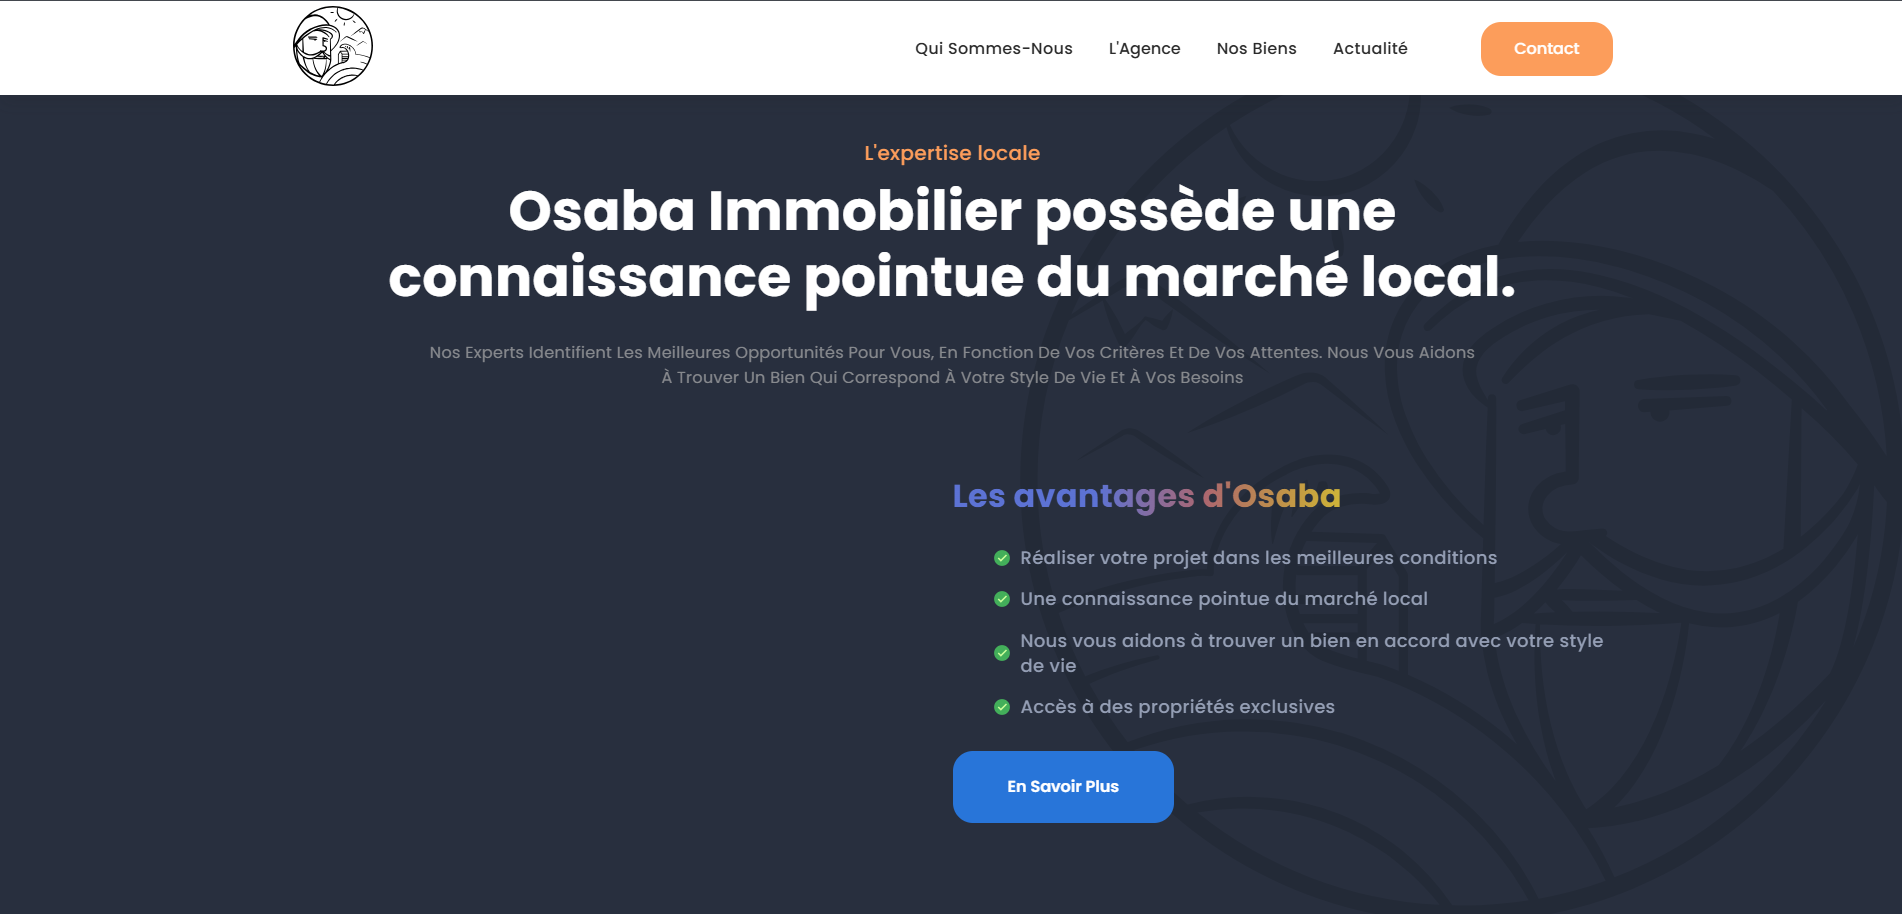 Qui Sommes-Nous
L'Agence
Nos Biens
Actualité
Contact
L'expertise locale
Osaba Immobilier possède une
connaissance pointue du marché local.
Nos Experts Identifient Les Meilleures Opportunités Pour Vous, En Fonction De Vos Critères Et De Vos Attentes. Nous Vous Aidons
À Trouver Un Bien Qui Correspond À Votre Style De Vie Et À Vos Besoins
Les avantages d'Osaba
Réaliser votre projet dans les meilleures conditions
Une connaissance pointue du marché local
Nous vous aidons à trouver un bien en accord avec votre style
de vie
Accès à des propriétés exclusives
En Savoir Plus